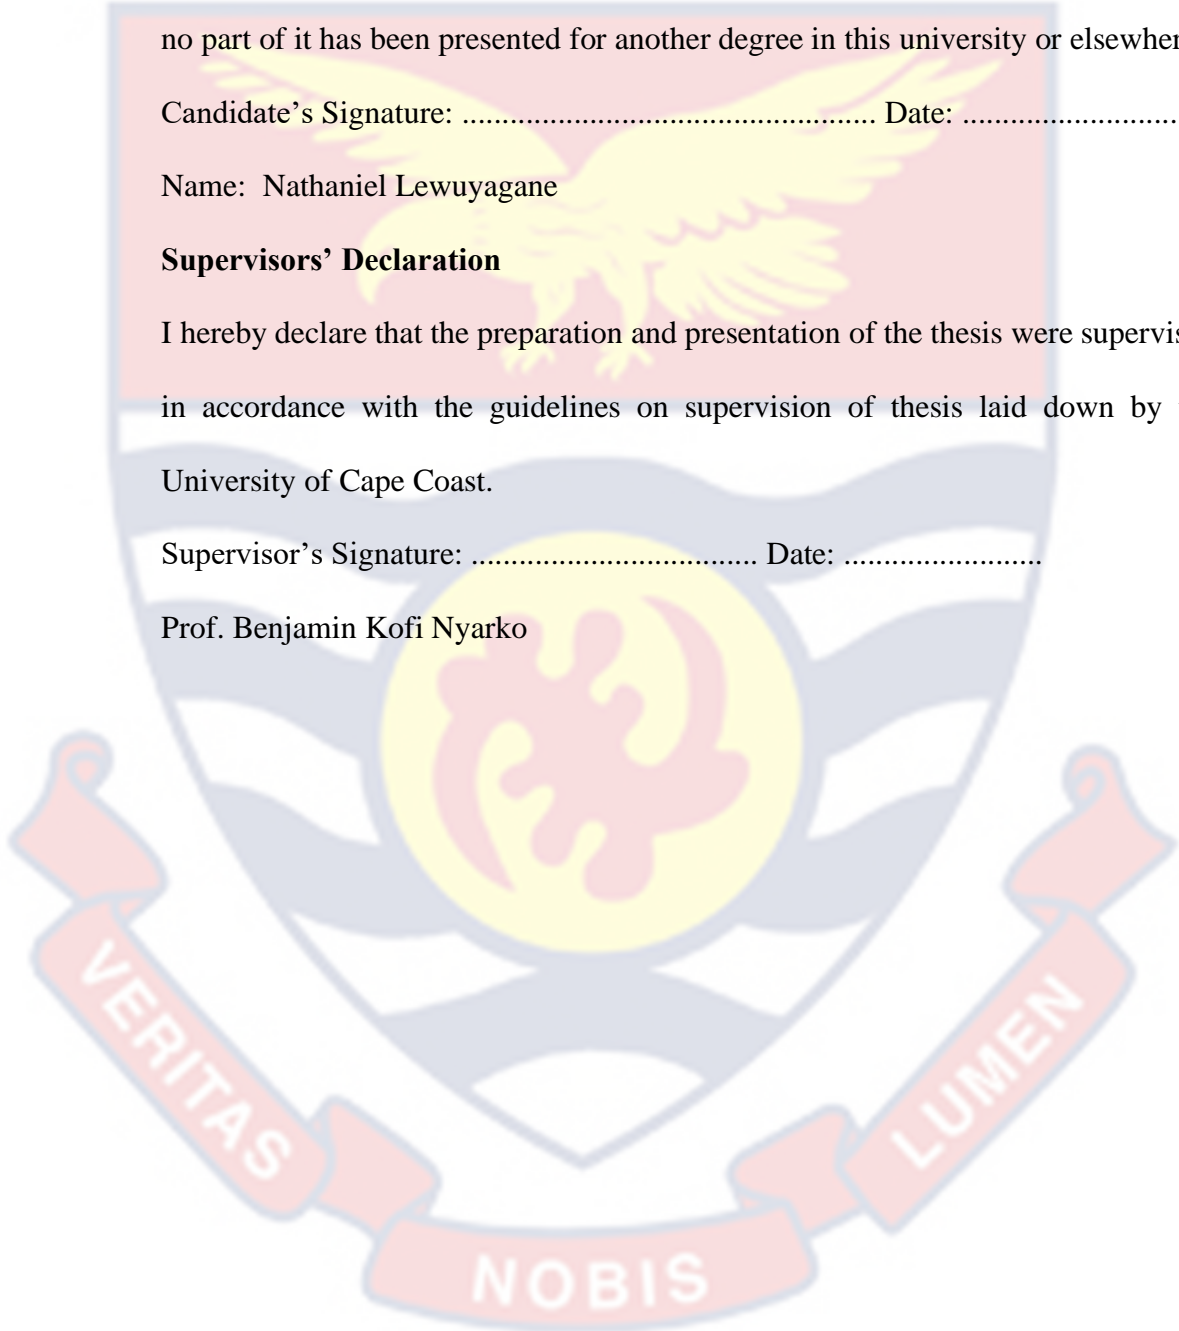 no part of it has been presented for another degree in this university or elsewher
Candidate’s Signature: .................................................... Date: ...........................
Name: Nathaniel Lewuyagane
Supervisors’ Declaration
I hereby declare that the preparation and presentation of the thesis were supervis
in accordance with the guidelines on supervision of thesis laid down by
University of Cape Coast.
Supervisor’s Signature: .................................... Date: .........................
Prof. Benjamin Kofi Nyarko
VERITAS
NOBIS
LUMEN